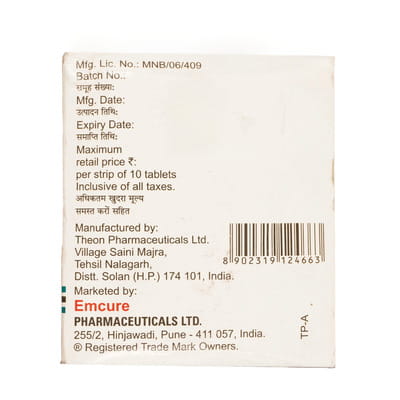 Mfg. Lic. No.: MNB/06/409
Batch No.:
समूह संख्या:
Mfg. Date:
उत्पादन तिथि:
Expiry Date:
समाप्ति तिथि:
Maximum
retail price ₹:
per strip of 10 tablets
Inclusive of all taxes.
अधिकतम खुदरा मूल्य
समस्त करों सहित
Manufactured by:
Theon Pharmaceuticals Ltd.
Village Saini Majra,
Tehsil Nalagarh,
Distt. Solan (H.P.) 174 101, India.
8 902319 124663
Marketed by:
Emcure
PHARMACEUTICALS LTD.
255/2, Hinjawadi, Pune - 411 057, India.
® Registered Trade Mark Owners.
TP-A